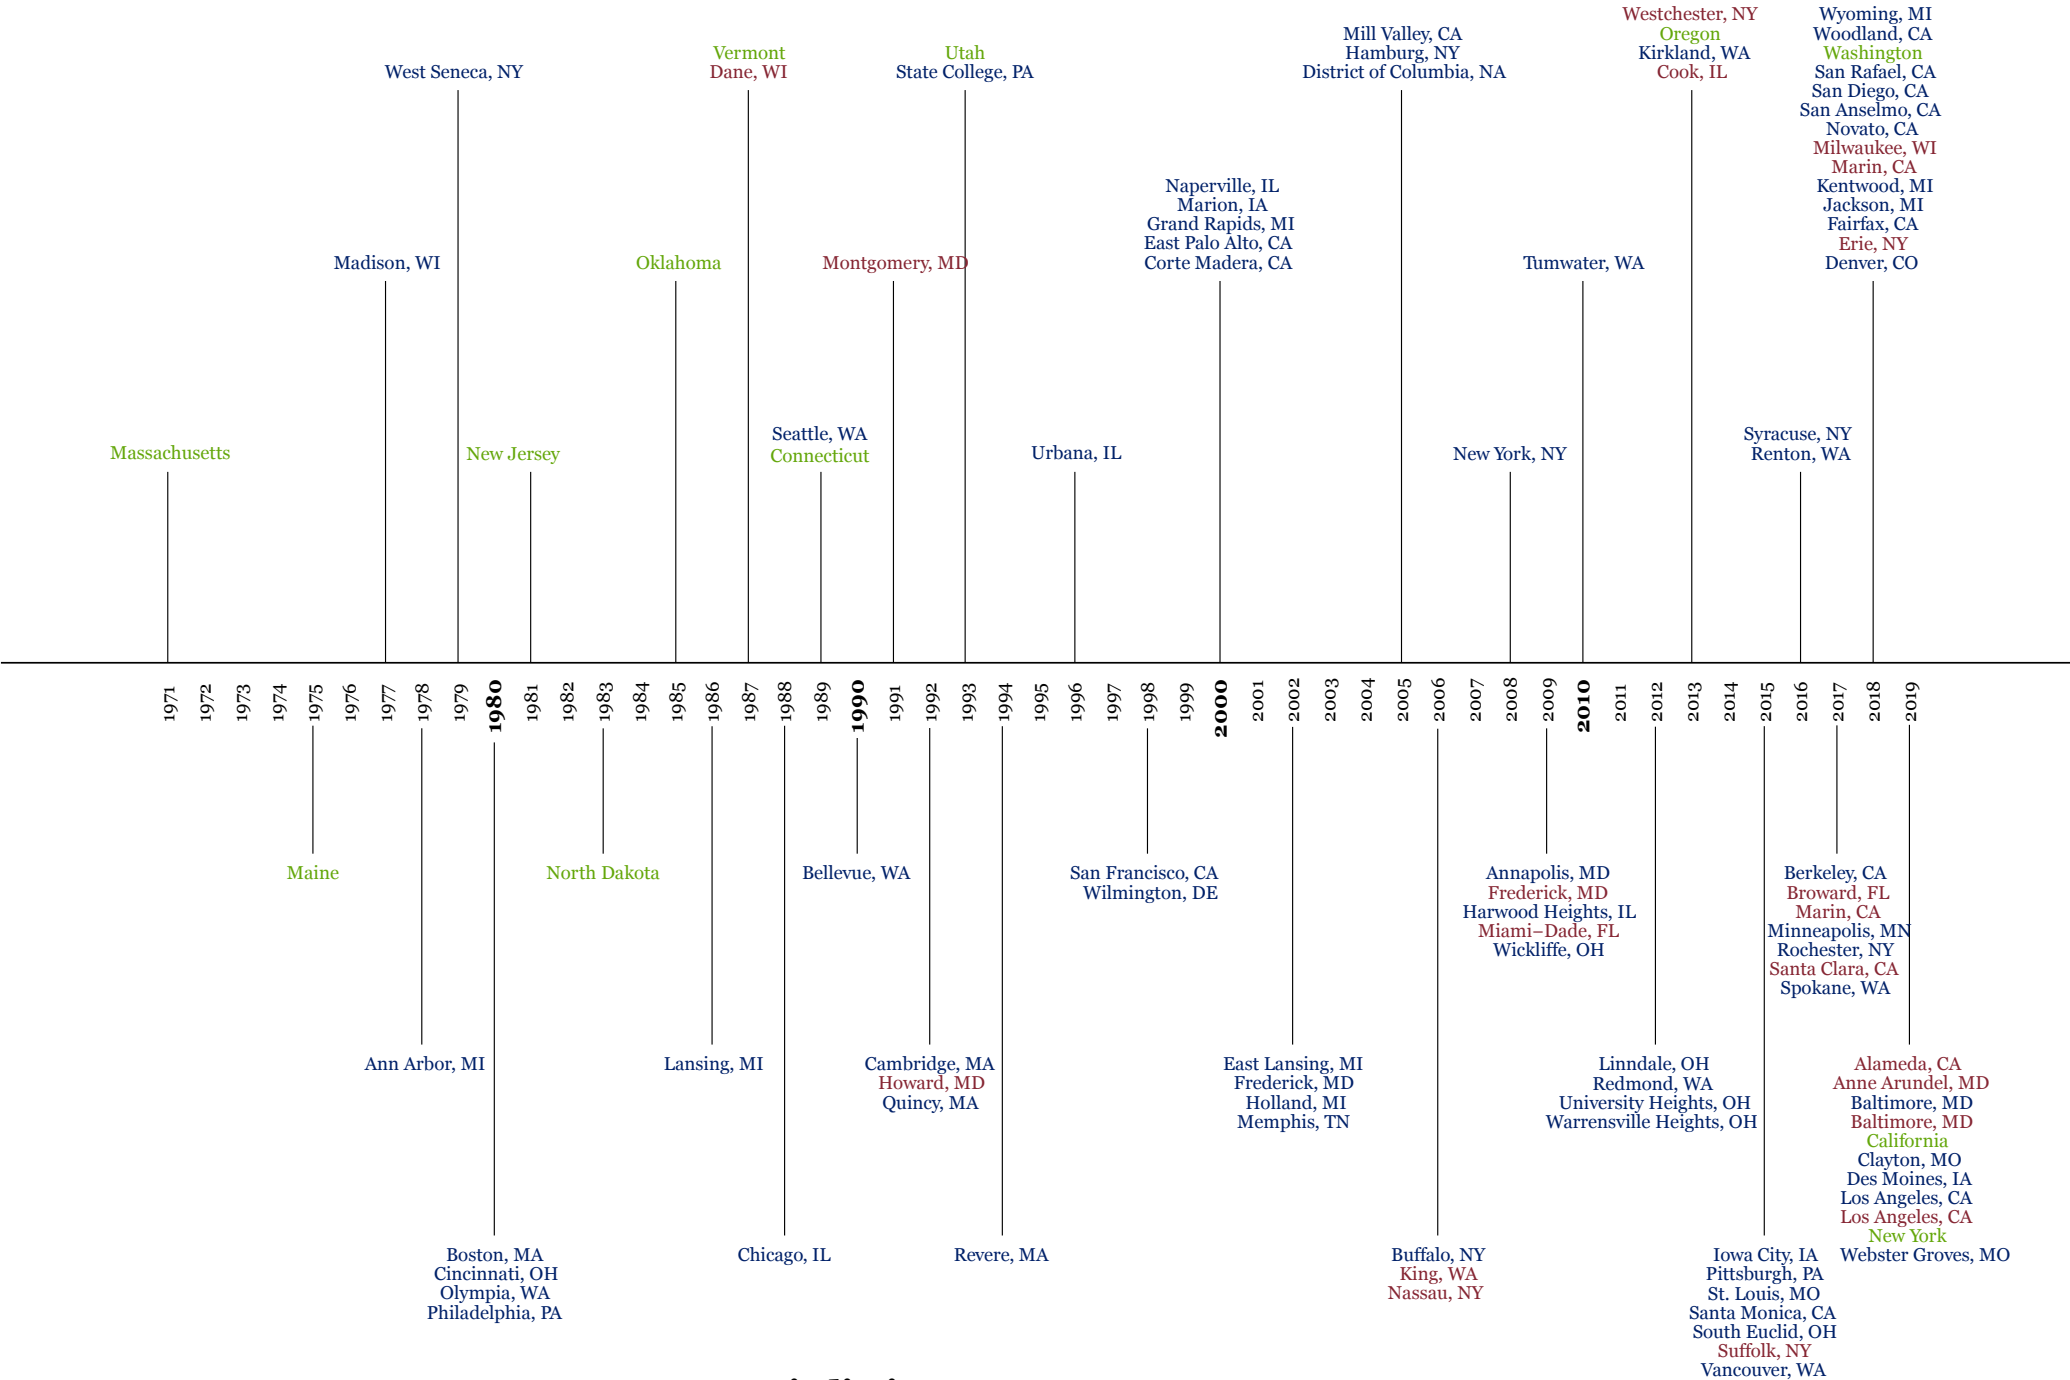 West Seneca, NY
Vermont
Dane, WI
Utah
State College, PA
Mill Valley, CA
Hamburg, NY
District of Columbia, NA
Westchester, NY
Oregon
Kirkland, WA
Cook, IL
Wyoming, MI
Woodland, CA
Washington
San Rafael, CA
San Diego, CA
San Anselmo, CA
Novato, CA
Milwaukee, WI
Marin, CA
Kentwood, MI
Jackson, MI
Fairfax, CA
Erie, NY
Denver, CO
Madison, WI
Oklahoma
Montgomery, MD
Naperville, IL
Marion, IA
Grand Rapids, MI
East Palo Alto, CA
Corte Madera, CA
Tumwater, WA
Massachusetts
New Jersey
Seattle, WA
Connecticut
Urbana, IL
New York, NY
Syracuse, NY
Renton, WA
1971
1972
1973
1974
1975
1976
1977
1978
1979
1980
1981
1982
1983
1984
1985
1986
1987
1988
1989
1990
1991
1992
1993
1994
1995
1996
1997
1998
1999
2000
2001
2002
2003
2004
2005
2006
2007
2008
2009
2010
2011
2012
2013
2014
2015
2016
2017
2018
2019
Maine
North Dakota
Bellevue, WA
San Francisco, CA
Wilmington, DE
Annapolis, MD
Frederick, MD
Harwood Heights, IL
Miami–Dade, FL
Wickliffe, OH
Berkeley, CA
Broward, FL
Marin, CA
Minneapolis, MN
Rochester, NY
Santa Clara, CA
Spokane, WA
Ann Arbor, MI
Lansing, MI
Cambridge, MA
Howard, MD
Quincy, MA
East Lansing, MI
Frederick, MD
Holland, MI
Memphis, TN
Linndale, OH
Redmond, WA
University Heights, OH
Warrensville Heights, OH
Alameda, CA
Anne Arundel, MD
Baltimore, MD
Baltimore, MD
California
Clayton, MO
Des Moines, IA
Los Angeles, CA
Los Angeles, CA
New York
Webster Groves, MO
Boston, MA
Cincinnati, OH
Olympia, WA
Philadelphia, PA
Chicago, IL
Revere, MA
Buffalo, NY
King, WA
Nassau, NY
Iowa City, IA
Pittsburgh, PA
St. Louis, MO
Santa Monica, CA
South Euclid, OH
Suffolk, NY
Vancouver, WA